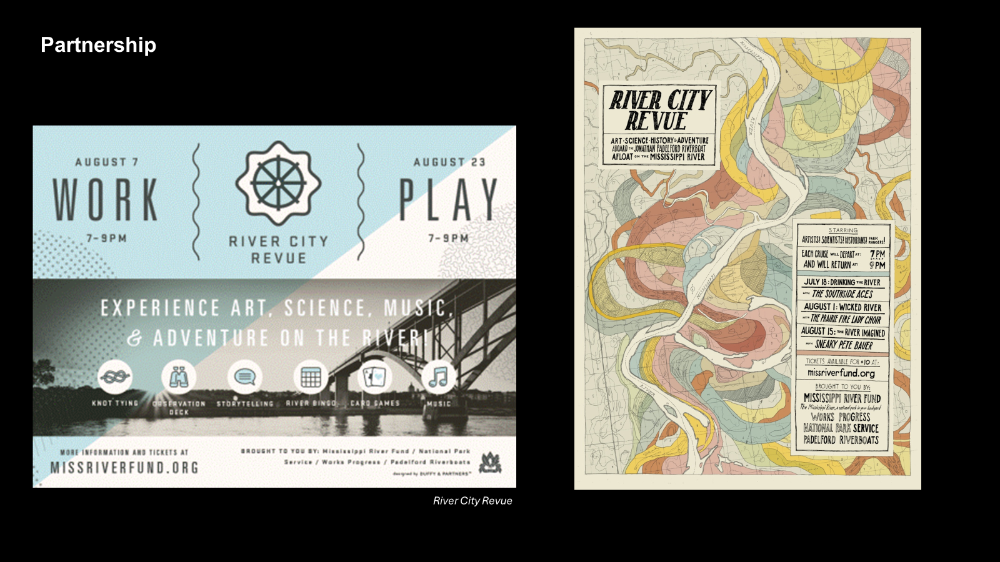 Partnership
AUGUST 7
WORK
7-9PM
RIVER CITY
REVUE
AUGUST 23
PLAY
7-9PM
EXPERIENCE ART, SCIENCE, MUSIC,
& ADVENTURE ON THE RIVER!
KNOT TYING
OBSERVATION
DECK
STORYTELLING
RIVER BINGO
CARD GAMES
MUSIC
MORE INFORMATION AND TICKETS AT
MISSRIVERFUND.ORG
BROUGHT TO YOU BY: Mississippi River Fund / National Park
Service / Works Progress / Padelford Riverboats
designed by DUFFY & PARTNERS™
River City Revue
MISSISSIPPI
RIVER
RIVER CITY
REVUE
ART·SCIENCE·HISTORY & ADVENTURE
ABOARD THE JONATHAN PADELFORD RIVERBOAT
AFLOAT ON THE MISSISSIPPI RIVER
MISSISSIPPI
RIVER
STARRING
ARTISTS! SCIENTISTS! HISTORIANS! PARK RANGERS!
EACH CRUISE WILL DEPART AT: 7 PM SHARP
AND WILL RETURN AT: 9 PM
JULY 18: DRINKING THE RIVER
WITH THE SOUTHSIDE ACES
AUGUST 1: WICKED RIVER
WITH THE PRAIRIE FIRE LADY CHOIR
AUGUST 15: THE RIVER IMAGINED
WITH SNEAKY PETE BAUER
TICKETS AVAILABLE FOR $10 AT:
missriverfund.org
BROUGHT TO YOU BY:
MISSISSIPPI RIVER FUND
The Mississippi River, a national park in your backyard
WORKS PROGRESS
NATIONAL PARK SERVICE
PADELFORD RIVERBOATS